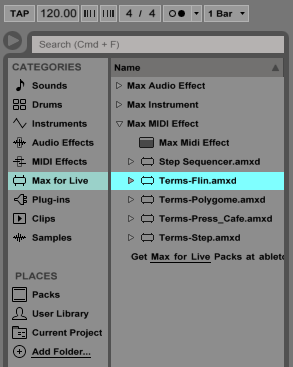 TAP 120.00 4 / 4 1 Bar
Search (Cmd + F)
CATEGORIES
Sounds
Drums
Instruments
Audio Effects
MIDI Effects
Max for Live
Plug-ins
Clips
Samples
PLACES
Packs
User Library
Current Project
Add Folder...
Name
Max Audio Effect
Max Instrument
Max MIDI Effect
Max Midi Effect
Step Sequencer.amxd
Terms-Flin.amxd
Terms-Polygome.amxd
Terms-Press_Cafe.amxd
Terms-Step.amxd
Get Max for Live Packs at ablet